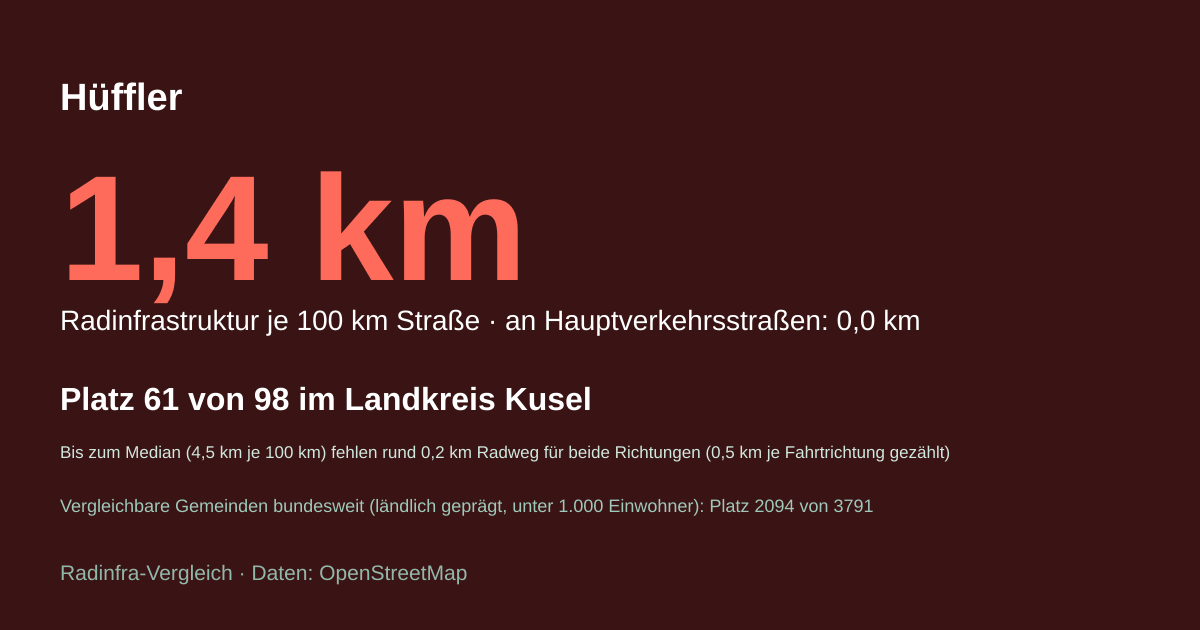 Hüffler
1,4 km
Radinfrastruktur je 100 km Straße · an Hauptverkehrsstraßen: 0,0 km
Platz 61 von 98 im Landkreis Kusel
Bis zum Median (4,5 km je 100 km) fehlen rund 0,2 km Radweg für beide Richtungen (0,5 km je Fahrtrichtung gezählt)
Vergleichbare Gemeinden bundesweit (ländlich geprägt, unter 1.000 Einwohner): Platz 2094 von 3791
Radinfra-Vergleich · Daten: OpenStreetMap